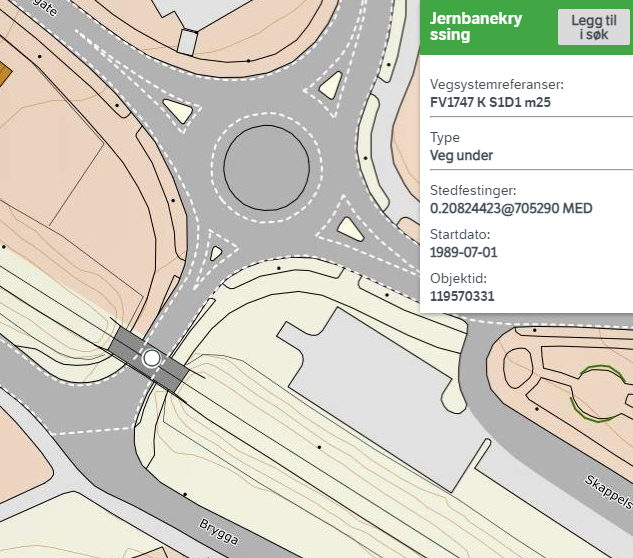 gate
Jernbanekry
ssing
Legg til
i søk
Vegsystemreferanser:
FV1747 K S1D1 m25
Type
Veg under
Stedfestinger:
0.20824423@705290 MED
Startdato:
1989-07-01
Objektid:
119570331
Skappels
Brygga